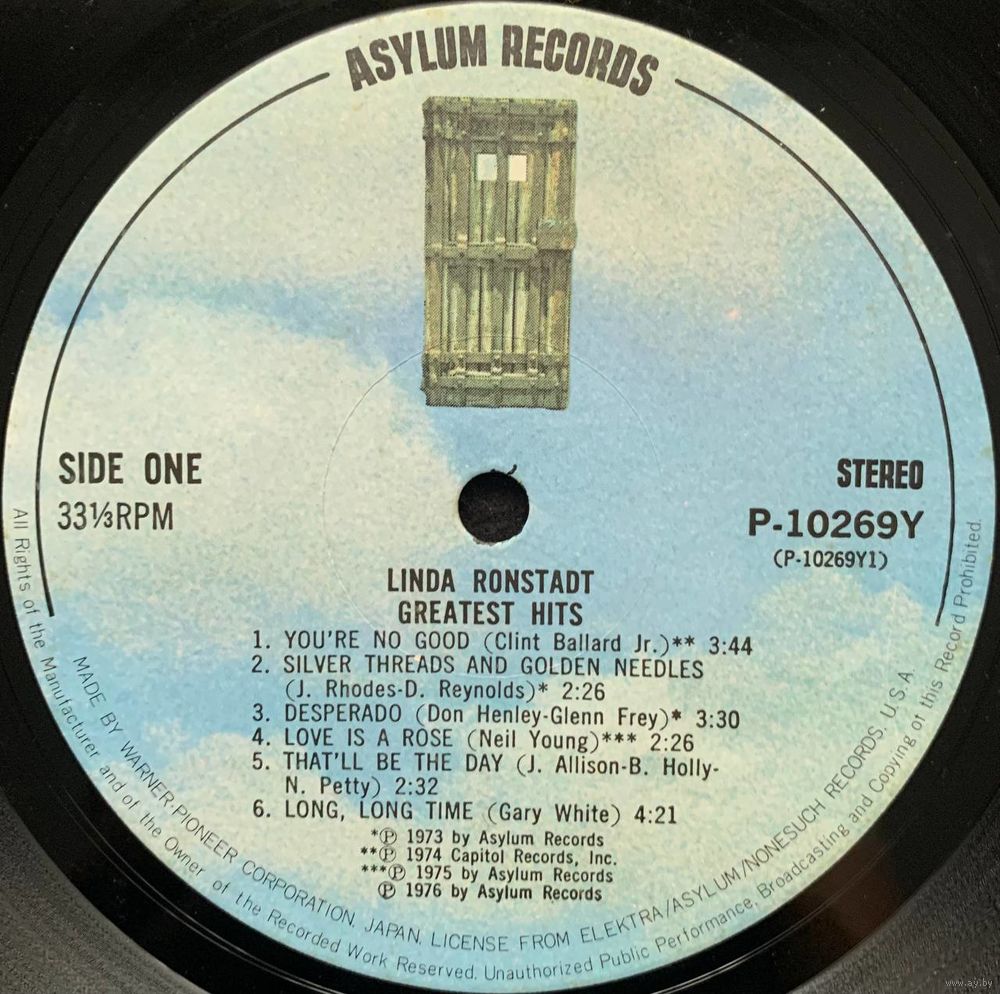 ASYLUM RECORDS
SIDE ONE
33⅓RPM
STEREO
P-10269Y
(P-10269Y1)
LINDA RONSTADT
GREATEST HITS
1. YOU'RE NO GOOD (Clint Ballard Jr.)** 3:44
2. SILVER THREADS AND GOLDEN NEEDLES
(J. Rhodes-D. Reynolds)* 2:26
3. DESPERADO (Don Henley-Glenn Frey)* 3:30
4. LOVE IS A ROSE (Neil Young)*** 2:26
5. THAT'LL BE THE DAY (J. Allison-B. Holly-
N. Petty) 2:32
6. LONG, LONG TIME (Gary White) 4:21
*Ⓟ 1973 by Asylum Records
**Ⓟ 1974 Capitol Records, Inc.
***Ⓟ 1975 by Asylum Records
Ⓟ 1976 by Asylum Records
MADE BY WARNER-PIONEER CORPORATION, JAPAN, LICENSE FROM ELEKTRA/ASYLUM/NONESUCH RECORDS, U.S.A.
All Rights of the Manufacturer and of the Owner of the Recorded Work Reserved. Unauthorized Public Performance, Broadcasting and Copying of this Record Prohibited.
www.ay.by